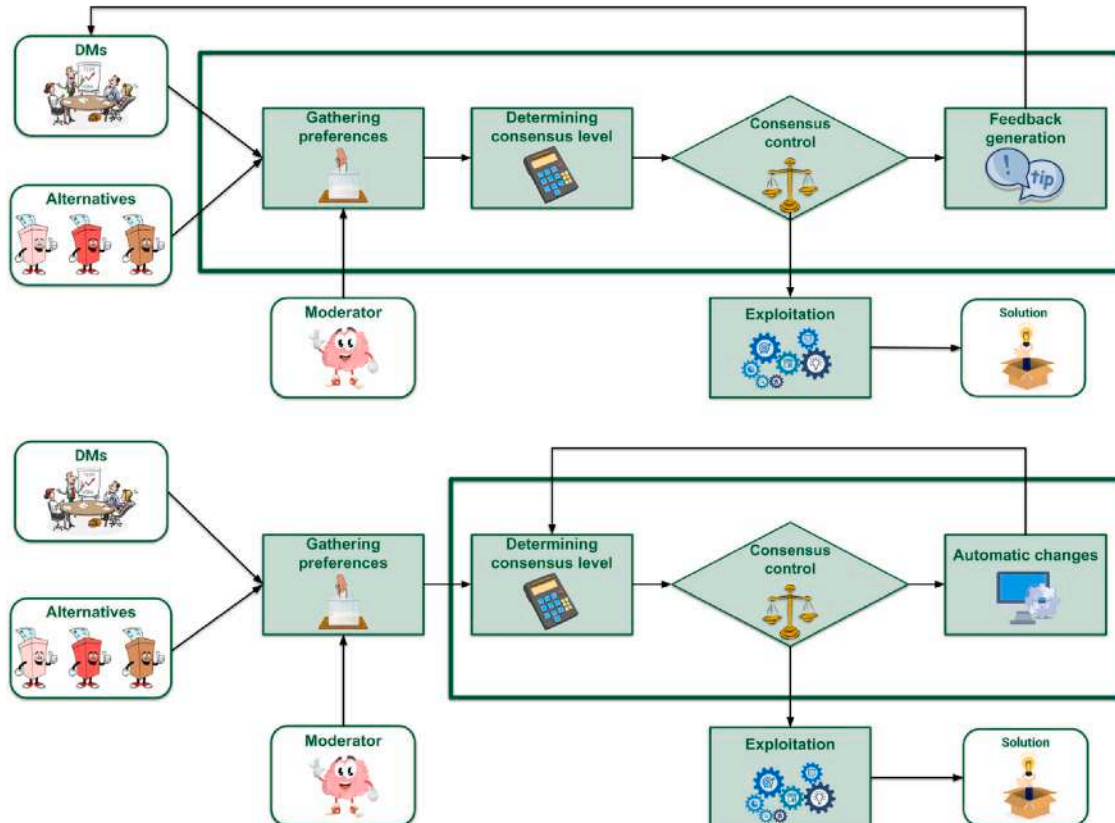 DMs
Gathering
preferences
Determining
consensus level
Consensus
control
Feedback
generation
tip
Alternatives
Moderator
Exploitation
Solution
DMs
Gathering
preferences
Determining
consensus level
Consensus
control
Automatic changes
Alternatives
Moderator
Exploitation
Solution